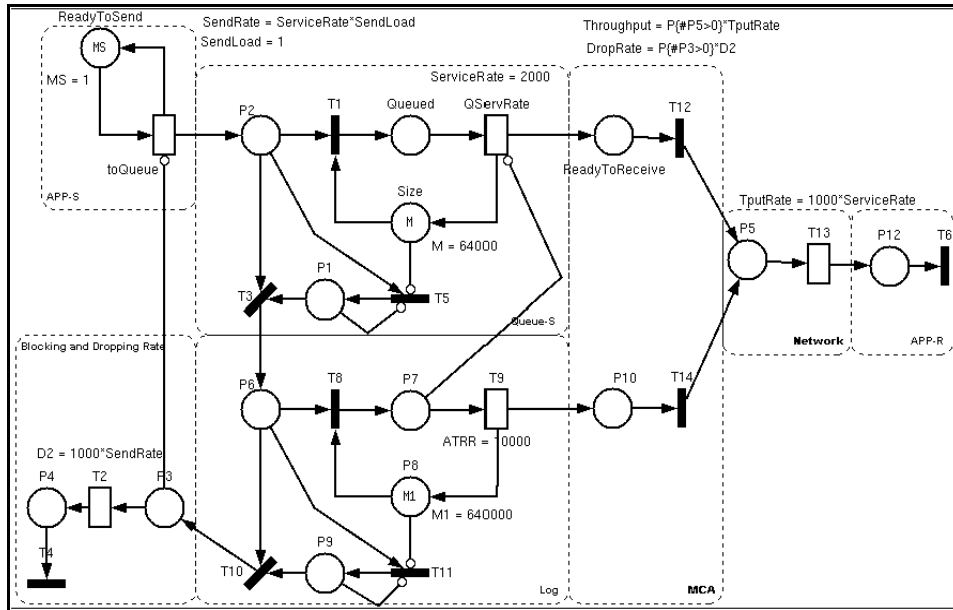 ReadyToSend
SendRate = ServiceRate*SendLoad
SendLoad = 1
Throughput = P{#P5>0}*TputRate
DropRate = P{#P3>0}*D2
MS
MS = 1
ServiceRate = 2000
P2
T1
Queued
QServRate
T12
toQueue
ReadyToReceive
APP-S
Size
M
M = 64000
TputRate = 1000*ServiceRate
P5
T13
P12
T6
P1
T3
T5
Queue-S
Network
APP-R
Blocking and Dropping Rate
P6
T8
P7
T9
P10
T14
ATRR = 10000
D2 = 1000*SendRate
P4
T2
P3
P8
M1
M1 = 640000
T4
T10
P9
T11
Log
MCA